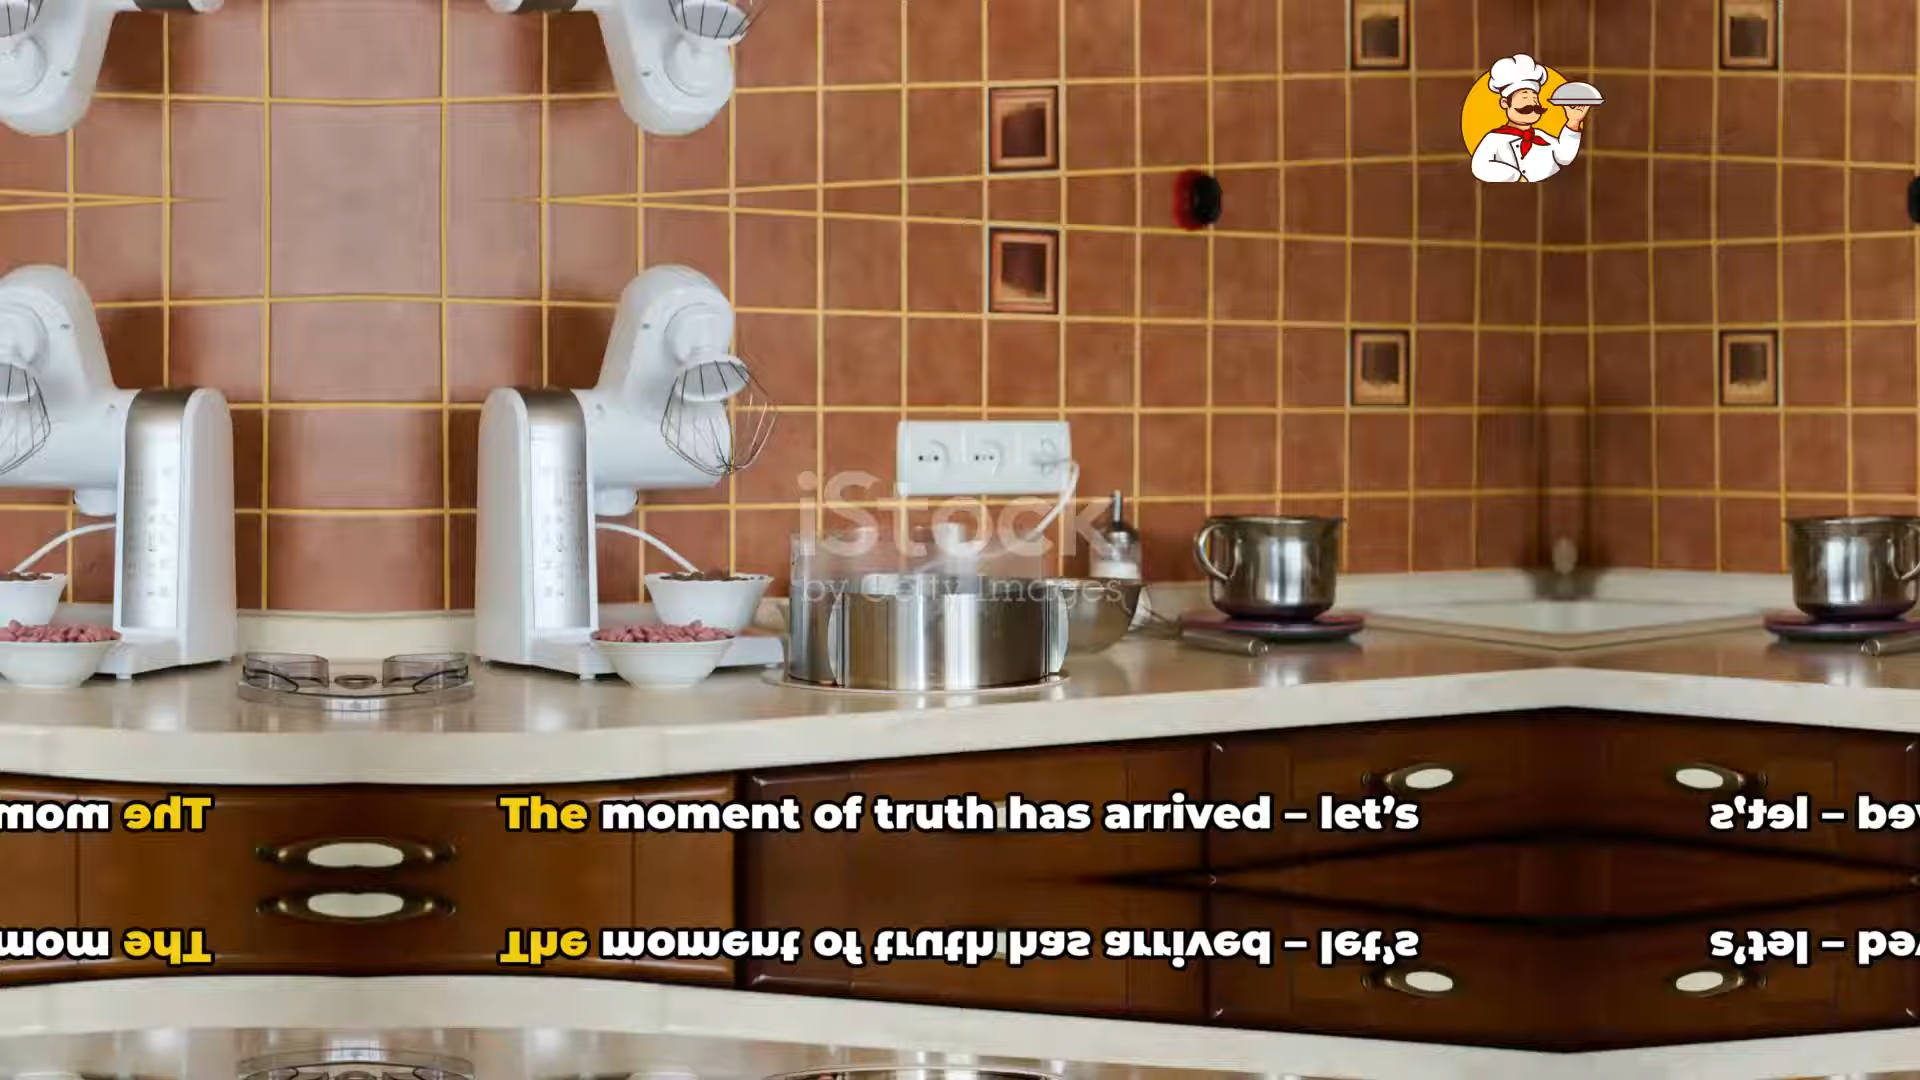 iStock
by Getty Images
The moment of truth has arrived – let's
The moment of truth has arrived – let's